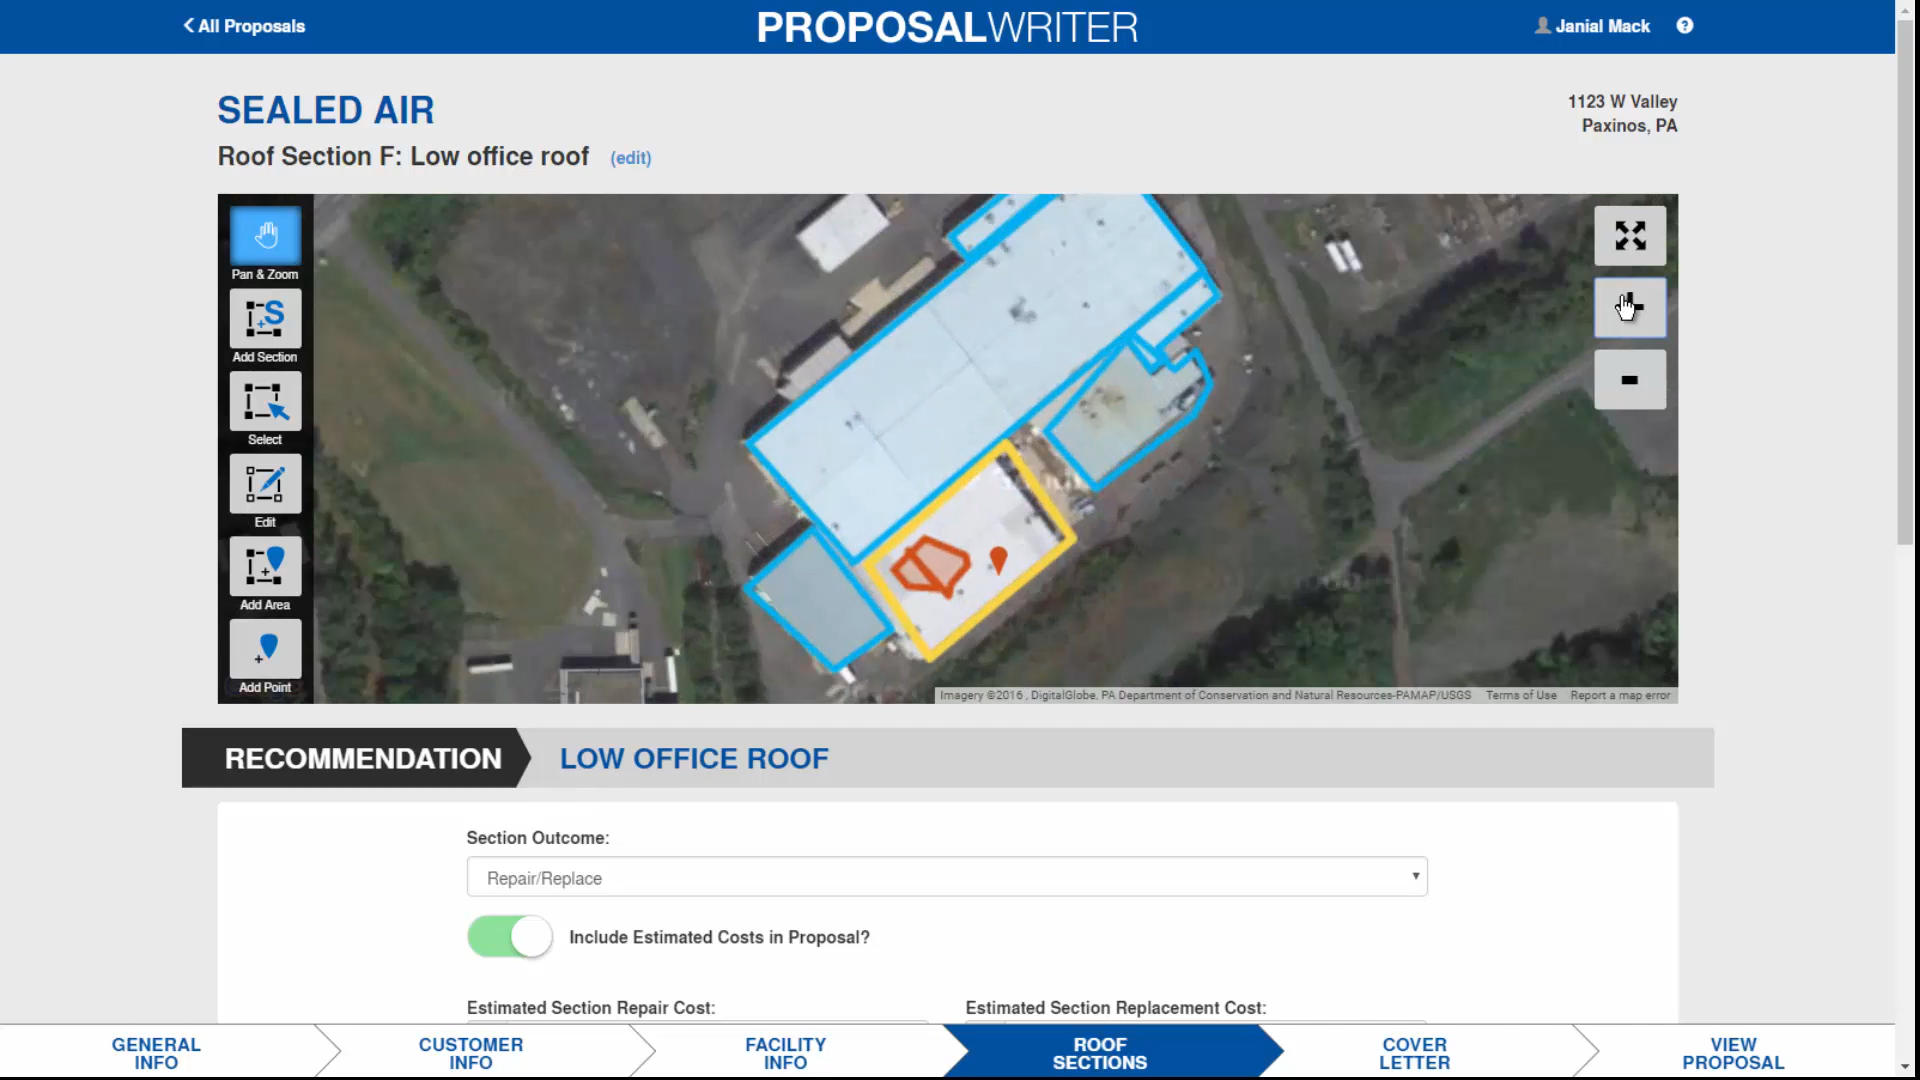 All Proposals
PROPOSALWRITER
Janial Mack
?
SEALED AIR
1123 W Valley
Paxinos, PA
Roof Section F: Low office roof (edit)
Pan & Zoom
S
Add Section
Select
Edit
Add Area
Add Point
Imagery ©2016 , DigitalGlobe, PA Department of Conservation and Natural Resources-PAMAP/USGS Terms of Use Report a map error
RECOMMENDATION
LOW OFFICE ROOF
Section Outcome:
Repair/Replace
Include Estimated Costs in Proposal?
Estimated Section Repair Cost:
Estimated Section Replacement Cost:
GENERAL
INFO
CUSTOMER
INFO
FACILITY
INFO
ROOF
SECTIONS
COVER
LETTER
VIEW
PROPOSAL